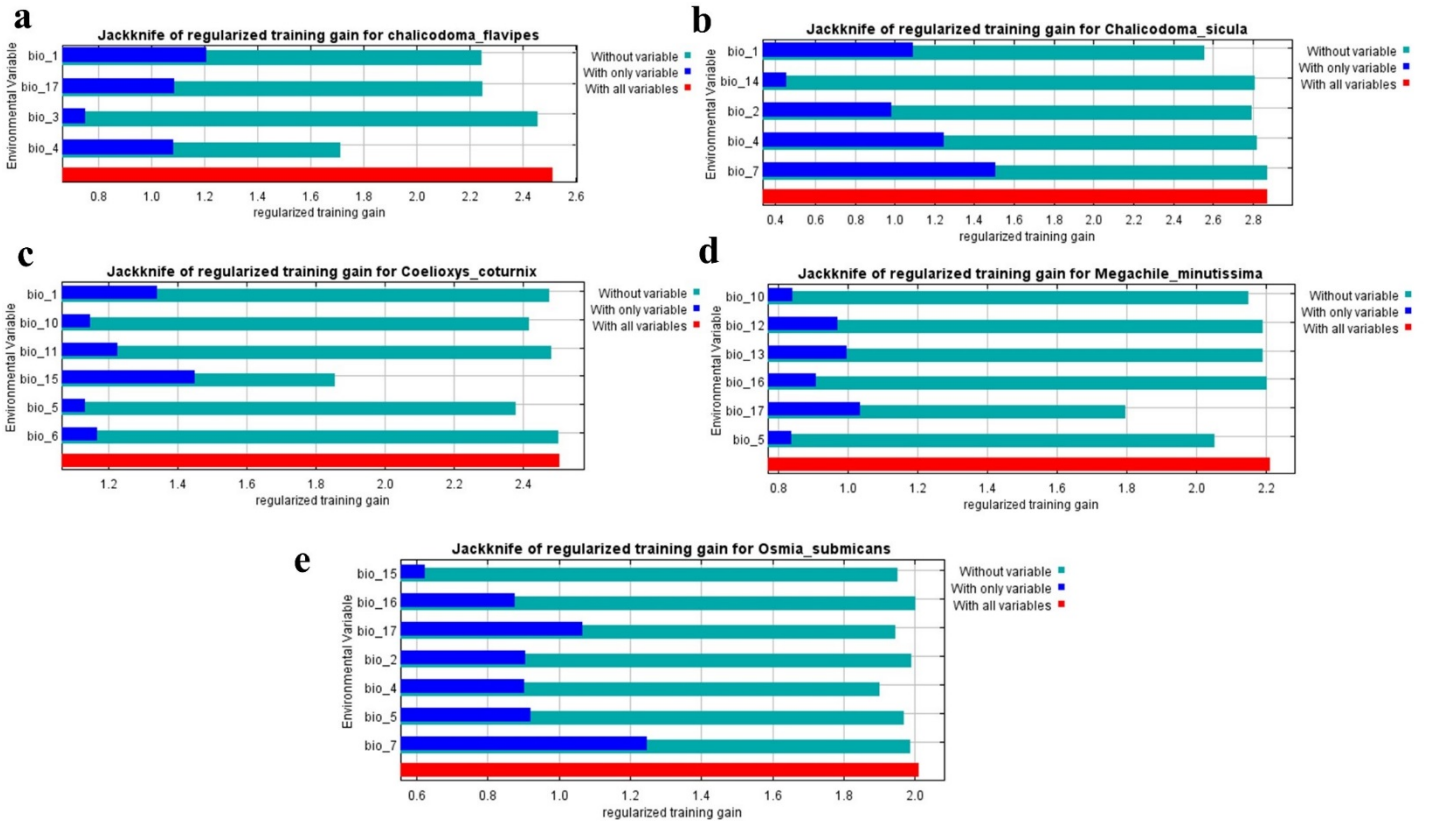 a
Jackknife of regularized training gain for chalicodoma_flavipes
Environmental Variable
bio_1
bio_17
bio_3
bio_4
Without variable
With only variable
With all variables
0.8 1.0 1.2 1.4 1.6 1.8 2.0 2.2 2.4 2.6
regularized training gain
b
Jackknife of regularized training gain for Chalicodoma_sicula
Environmental Variable
bio_1
bio_14
bio_2
bio_4
bio_7
Without variable
With only variable
With all variables
0.4 0.6 0.8 1.0 1.2 1.4 1.6 1.8 2.0 2.2 2.4 2.6 2.8
regularized training gain
c
Jackknife of regularized training gain for Coelioxys_coturnix
Environmental Variable
bio_1
bio_10
bio_11
bio_15
bio_5
bio_6
Without variable
With only variable
With all variables
1.2 1.4 1.6 1.8 2.0 2.2 2.4
regularized training gain
d
Jackknife of regularized training gain for Megachile_minutissima
Environmental Variable
bio_10
bio_12
bio_13
bio_16
bio_17
bio_5
Without variable
With only variable
With all variables
0.8 1.0 1.2 1.4 1.6 1.8 2.0 2.2
regularized training gain
e
Jackknife of regularized training gain for Osmia_submicans
Environmental Variable
bio_15
bio_16
bio_17
bio_2
bio_4
bio_5
bio_7
Without variable
With only variable
With all variables
0.6 0.8 1.0 1.2 1.4 1.6 1.8 2.0
regularized training gain